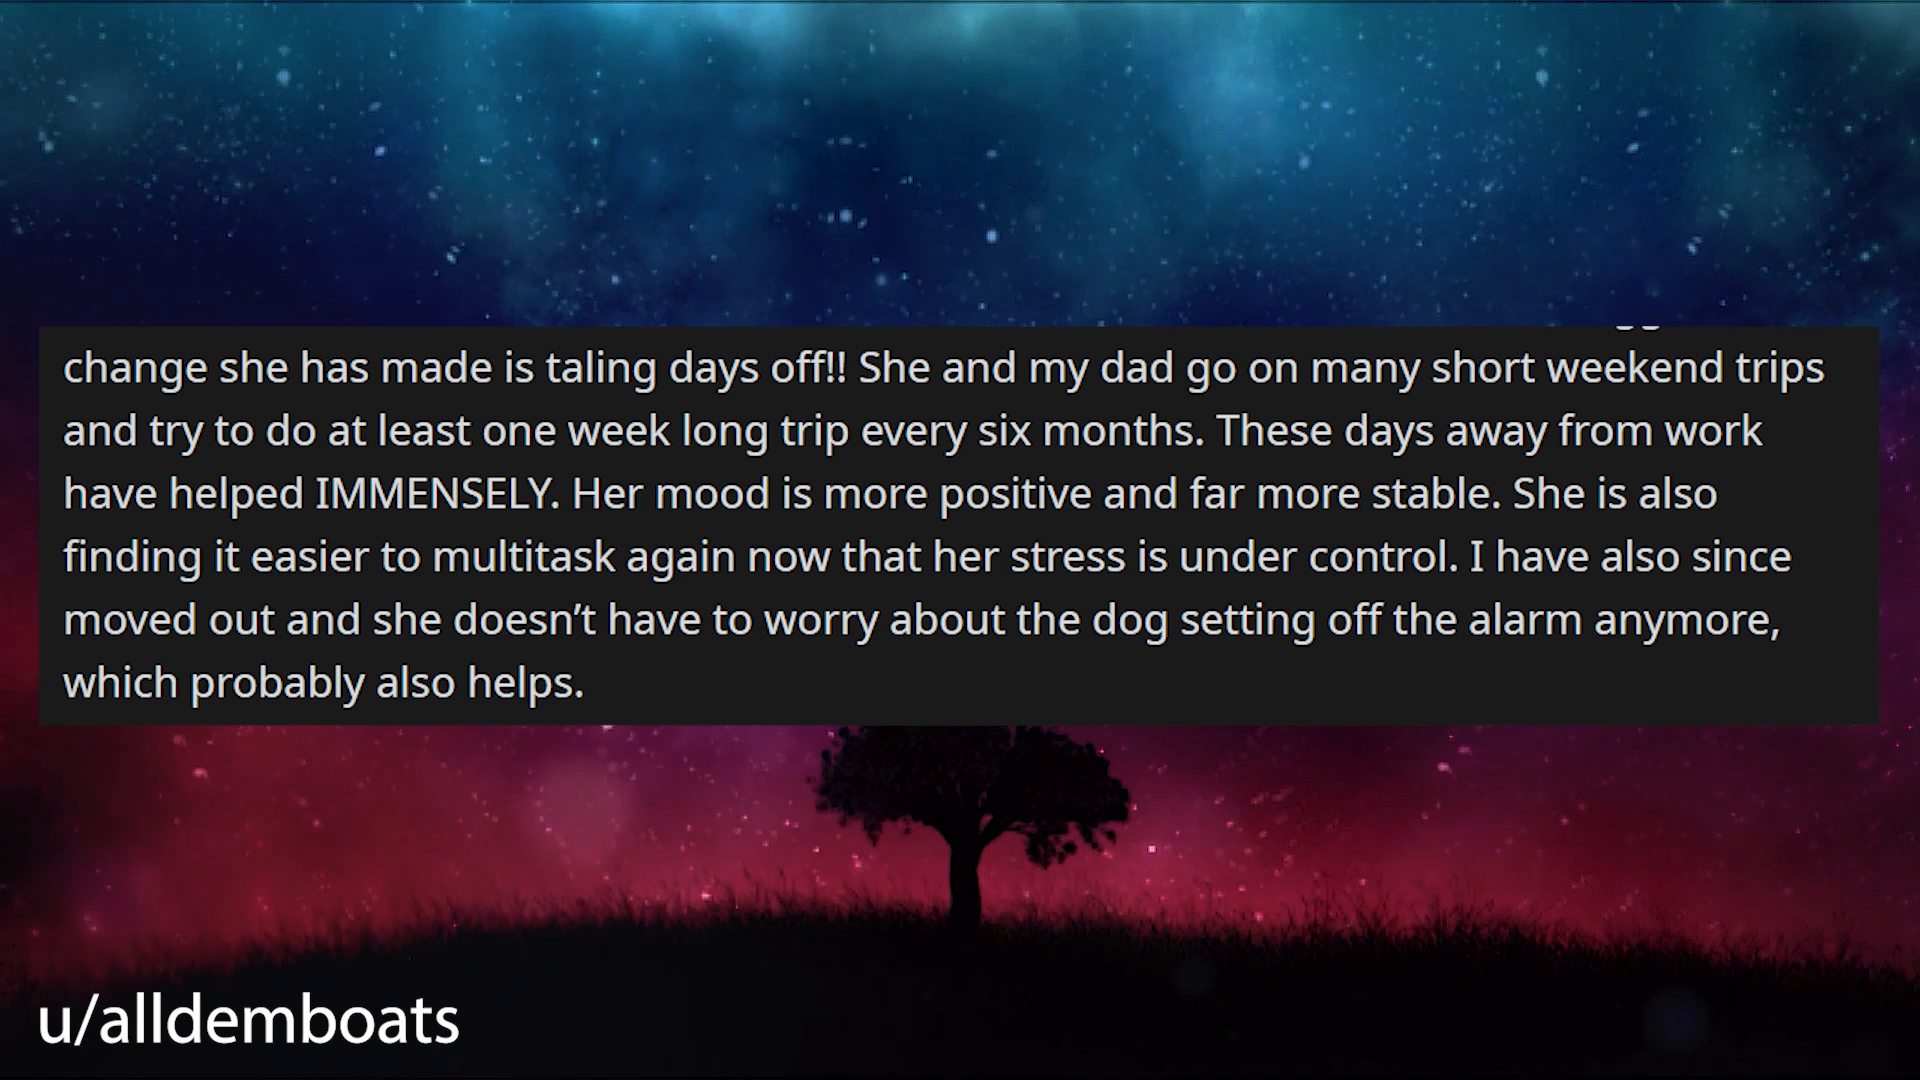 change she has made is taling days off!! She and my dad go on many short weekend trips
and try to do at least one week long trip every six months. These days away from work
have helped IMMENSELY. Her mood is more positive and far more stable. She is also
finding it easier to multitask again now that her stress is under control. I have also since
moved out and she doesn’t have to worry about the dog setting off the alarm anymore,
which probably also helps.
u/alldemboats